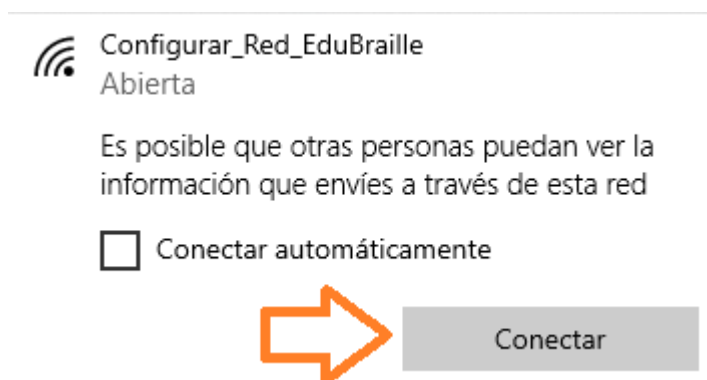 Configurar_Red_EduBraille
Abierta
Es posible que otras personas puedan ver la
información que envíes a través de esta red
Conectar automáticamente
Conectar